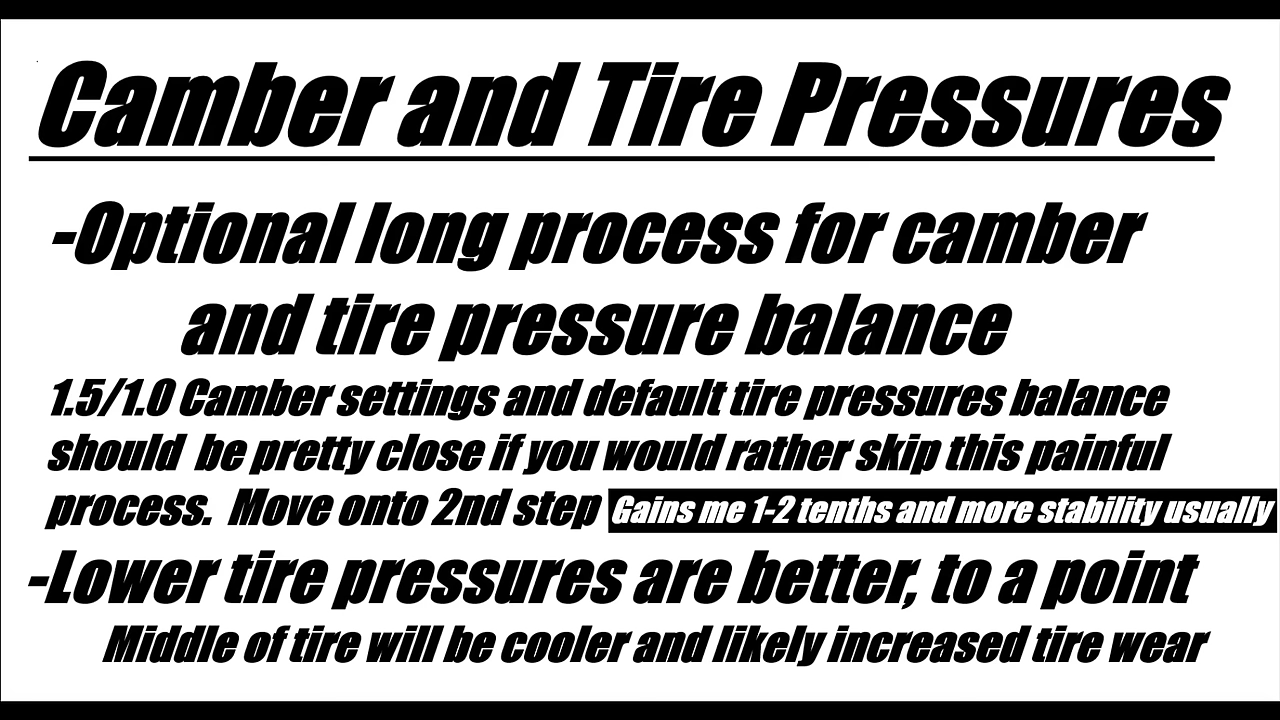 Camber and Tire Pressures
-Optional long process for camber
and tire pressure balance
1.5/1.0 Camber settings and default tire pressures balance
should be pretty close if you would rather skip this painful
process. Move onto 2nd step Gains me 1-2 tenths and more stability usually
-Lower tire pressures are better, to a point
Middle of tire will be cooler and likely increased tire wear